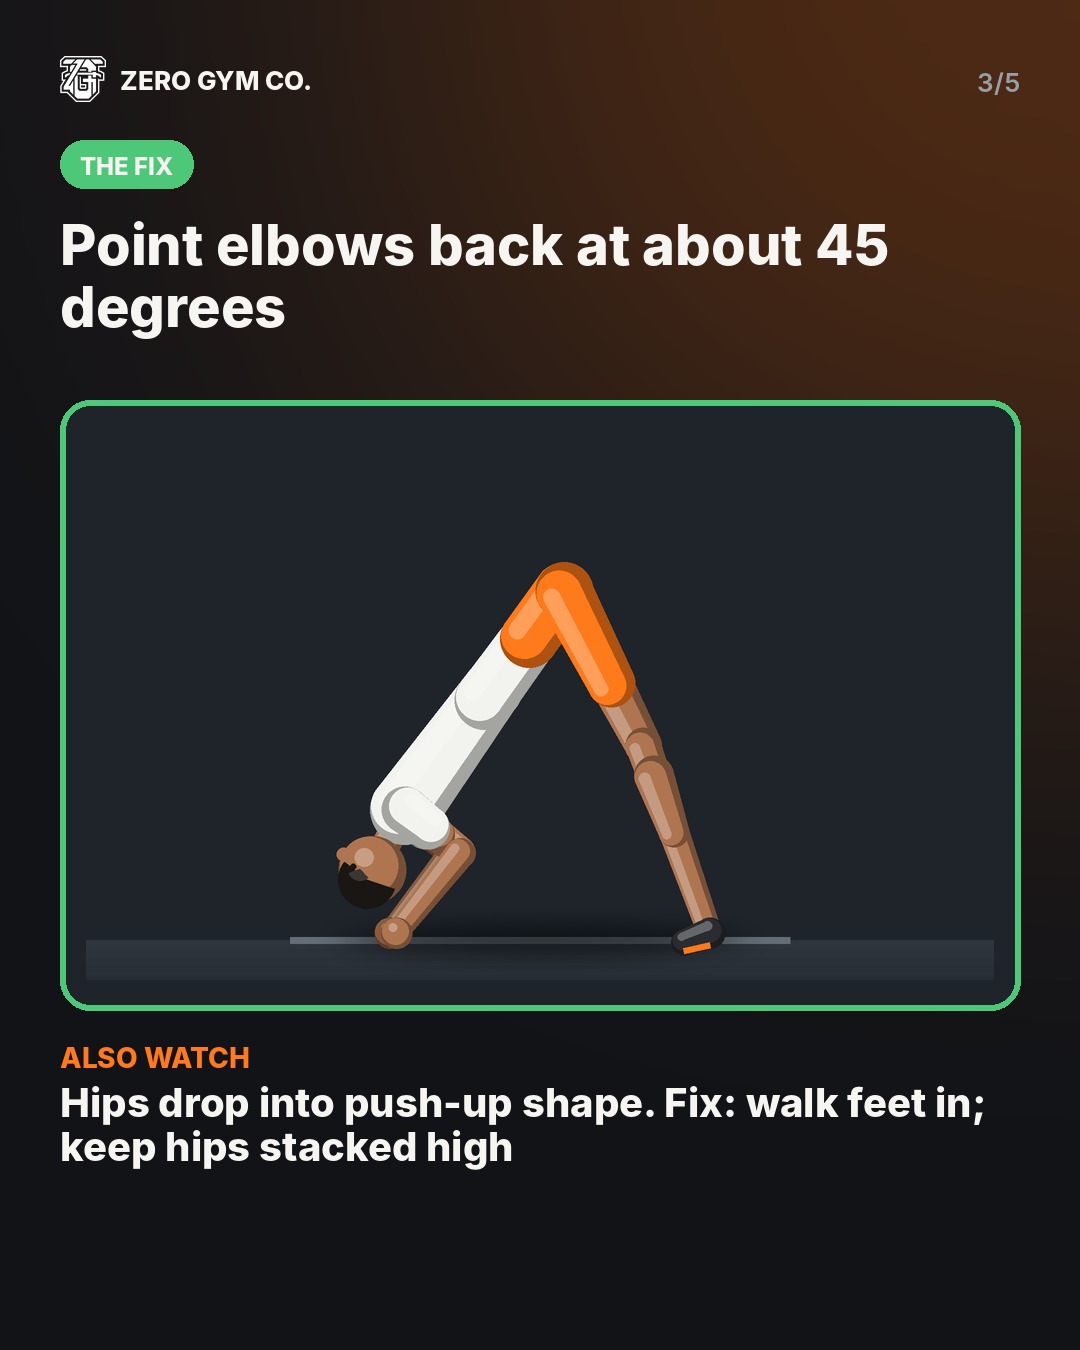 ZERO GYM CO.
3/5
THE FIX
Point elbows back at about 45
degrees
ALSO WATCH
Hips drop into push-up shape. Fix: walk feet in;
keep hips stacked high